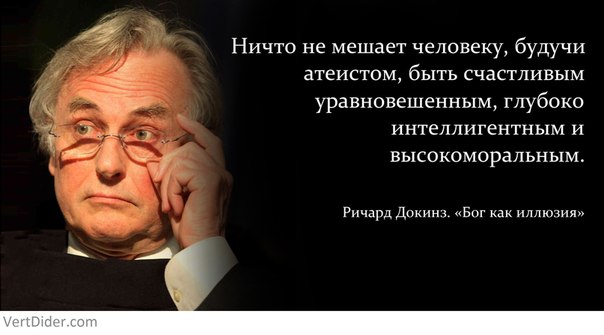 Ничто не мешает человеку, будучи
атеистом, быть счастливым
уравновешенным, глубоко
интеллигентным и
высокоморальным.
Ричард Докинз. «Бог как иллюзия»
VertDider.com